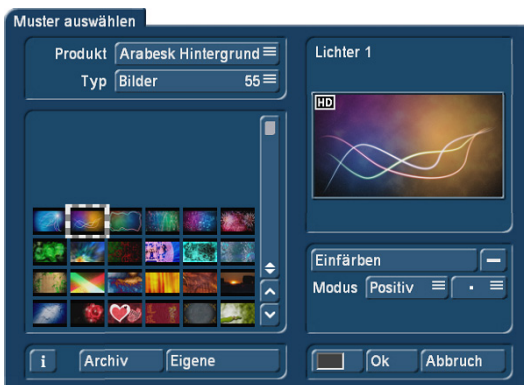 Muster auswählen
Produkt Arabesk Hintergrund
Typ Bilder 55
Lichter 1
HD
Einfärben
Modus Positiv
i Archiv Eigene
Ok Abbruch